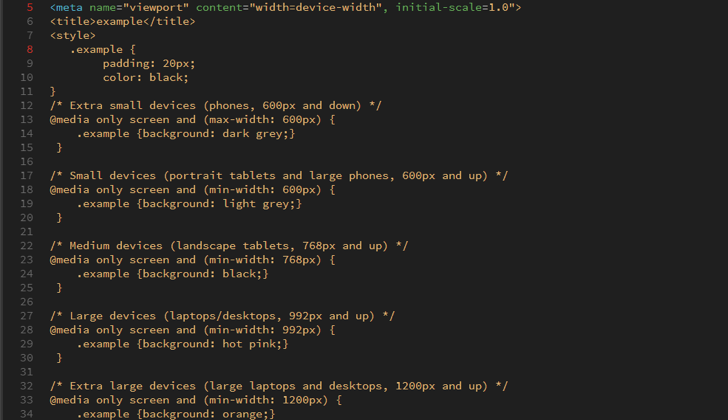 5 <meta name="viewport" content="width=device-width", initial-scale=1.0">
6 <title>example</title>
7 <style>
8 .example {
9 padding: 20px;
10 color: black;
11 }
12 /* Extra small devices (phones, 600px and down) */
13 @media only screen and (max-width: 600px) {
14 .example {background: dark grey;}
15 }
16
17 /* Small devices (portrait tablets and large phones, 600px and up) */
18 @media only screen and (min-width: 600px) {
19 .example {background: light grey;}
20 }
21
22 /* Medium devices (landscape tablets, 768px and up) */
23 @media only screen and (min-width: 768px) {
24 .example {background: black;}
25 }
26
27 /* Large devices (laptops/desktops, 992px and up) */
28 @media only screen and (min-width: 992px) {
29 .example {background: hot pink;}
30 }
31
32 /* Extra large devices (large laptops and desktops, 1200px and up) */
33 @media only screen and (min-width: 1200px) {
34 .example {background: orange;}